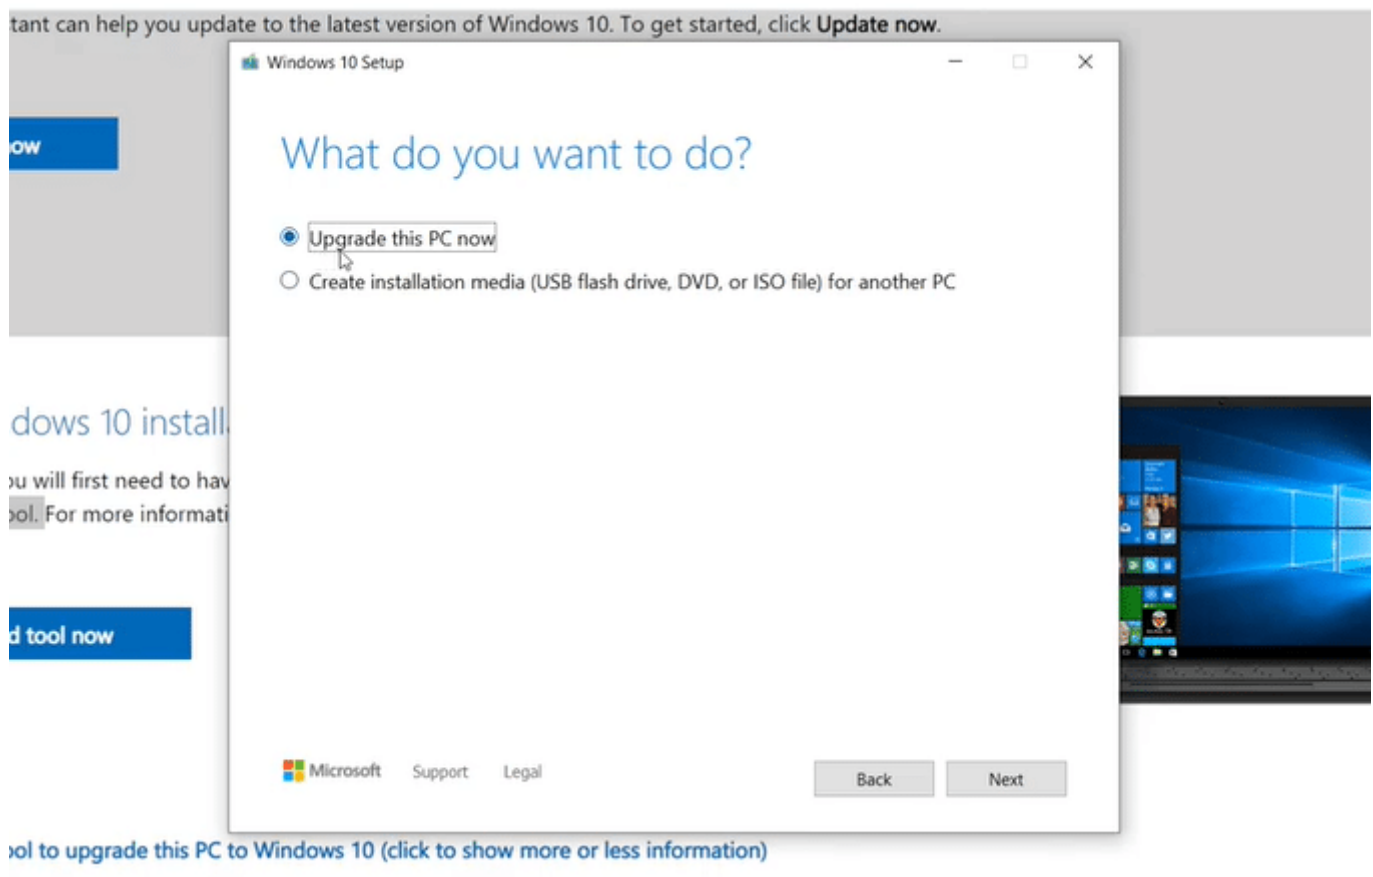 tant can help you update to the latest version of Windows 10. To get started, click Update now.
Windows 10 Setup
ow
What do you want to do?
Upgrade this PC now
Create installation media (USB flash drive, DVD, or ISO file) for another PC
dows 10 install
ou will first need to hav
ool. For more informati
d tool now
Microsoft Support Legal
Back Next
ool to upgrade this PC to Windows 10 (click to show more or less information)